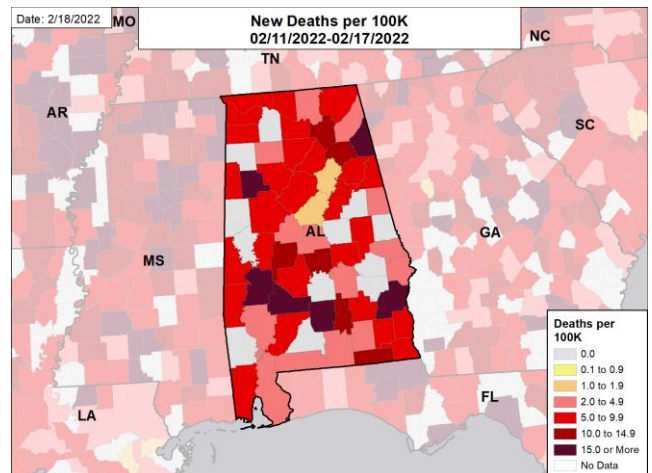 Date: 2/18/2022
New Deaths per 100K
02/11/2022-02/17/2022
MO
NC
TN
AR
SC
AL
GA
MS
LA
FL
Deaths per
100K
0.0
0.1 to 0.9
1.0 to 1.9
2.0 to 4.9
5.0 to 9.9
10.0 to 14.9
15.0 or More
No Data